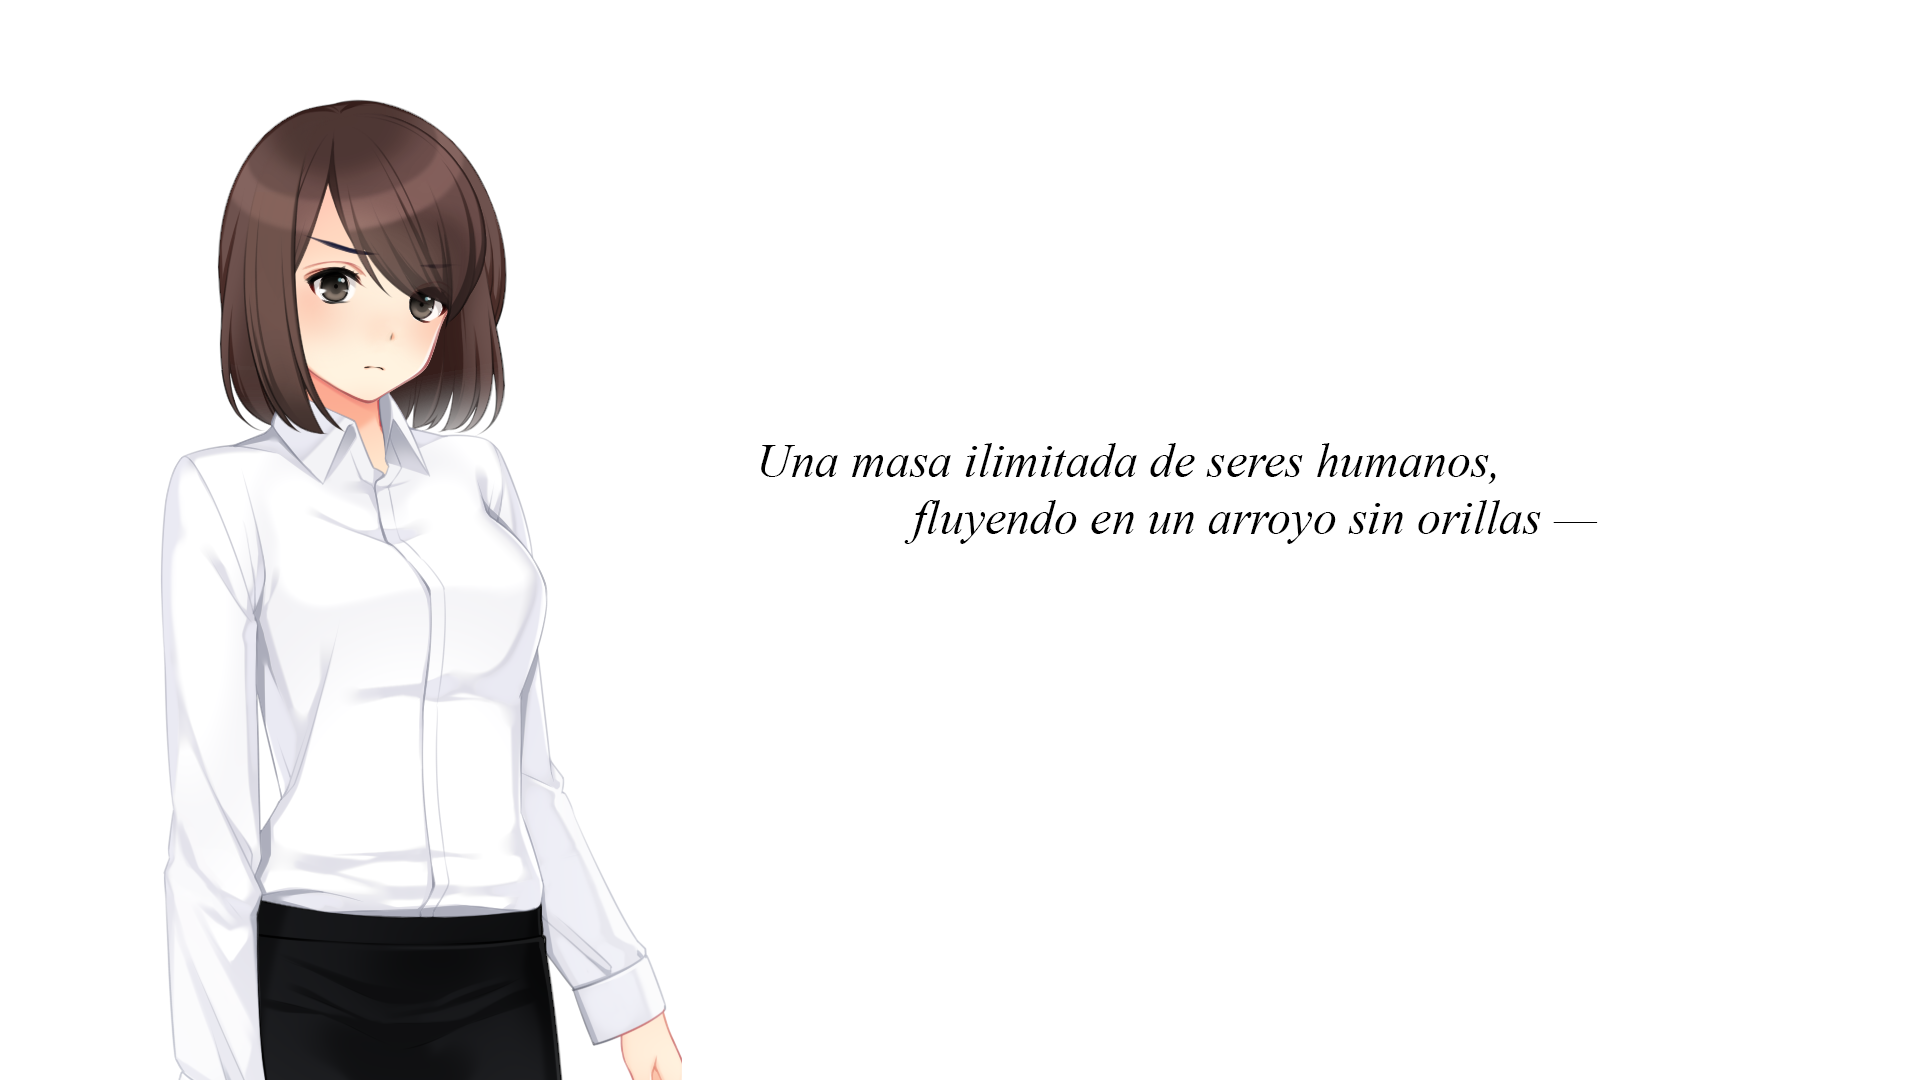 Una masa ilimitada de seres humanos,
fluyendo en un arroyo sin orillas —